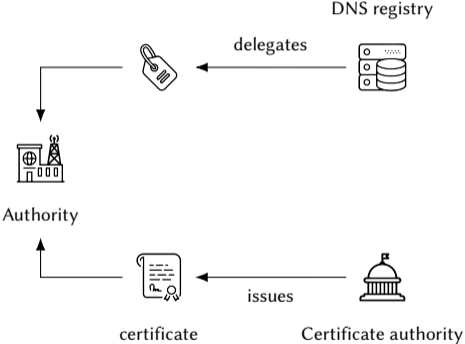 DNS registry
delegates
Authority
issues
certificate
Certificate authority